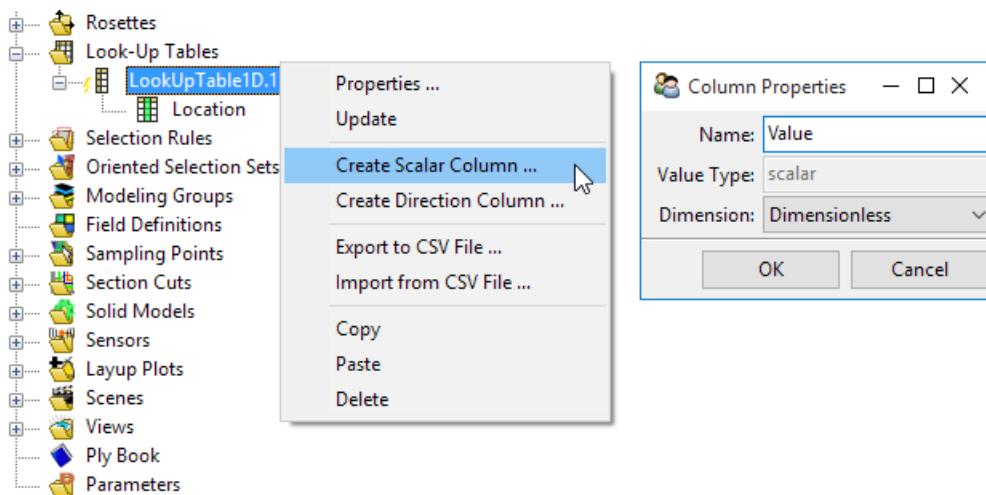 Rosettes
Look-Up Tables
LookUpTable1D.1
Location
Selection Rules
Oriented Selection Sets
Modeling Groups
Field Definitions
Sampling Points
Section Cuts
Solid Models
Sensors
Layup Plots
Scenes
Views
Ply Book
Parameters
Properties ...
Update
Create Scalar Column ...
Create Direction Column ...
Export to CSV File ...
Import from CSV File ...
Copy
Paste
Delete
Column Properties
Name: Value
Value Type: scalar
Dimension: Dimensionless
OK Cancel